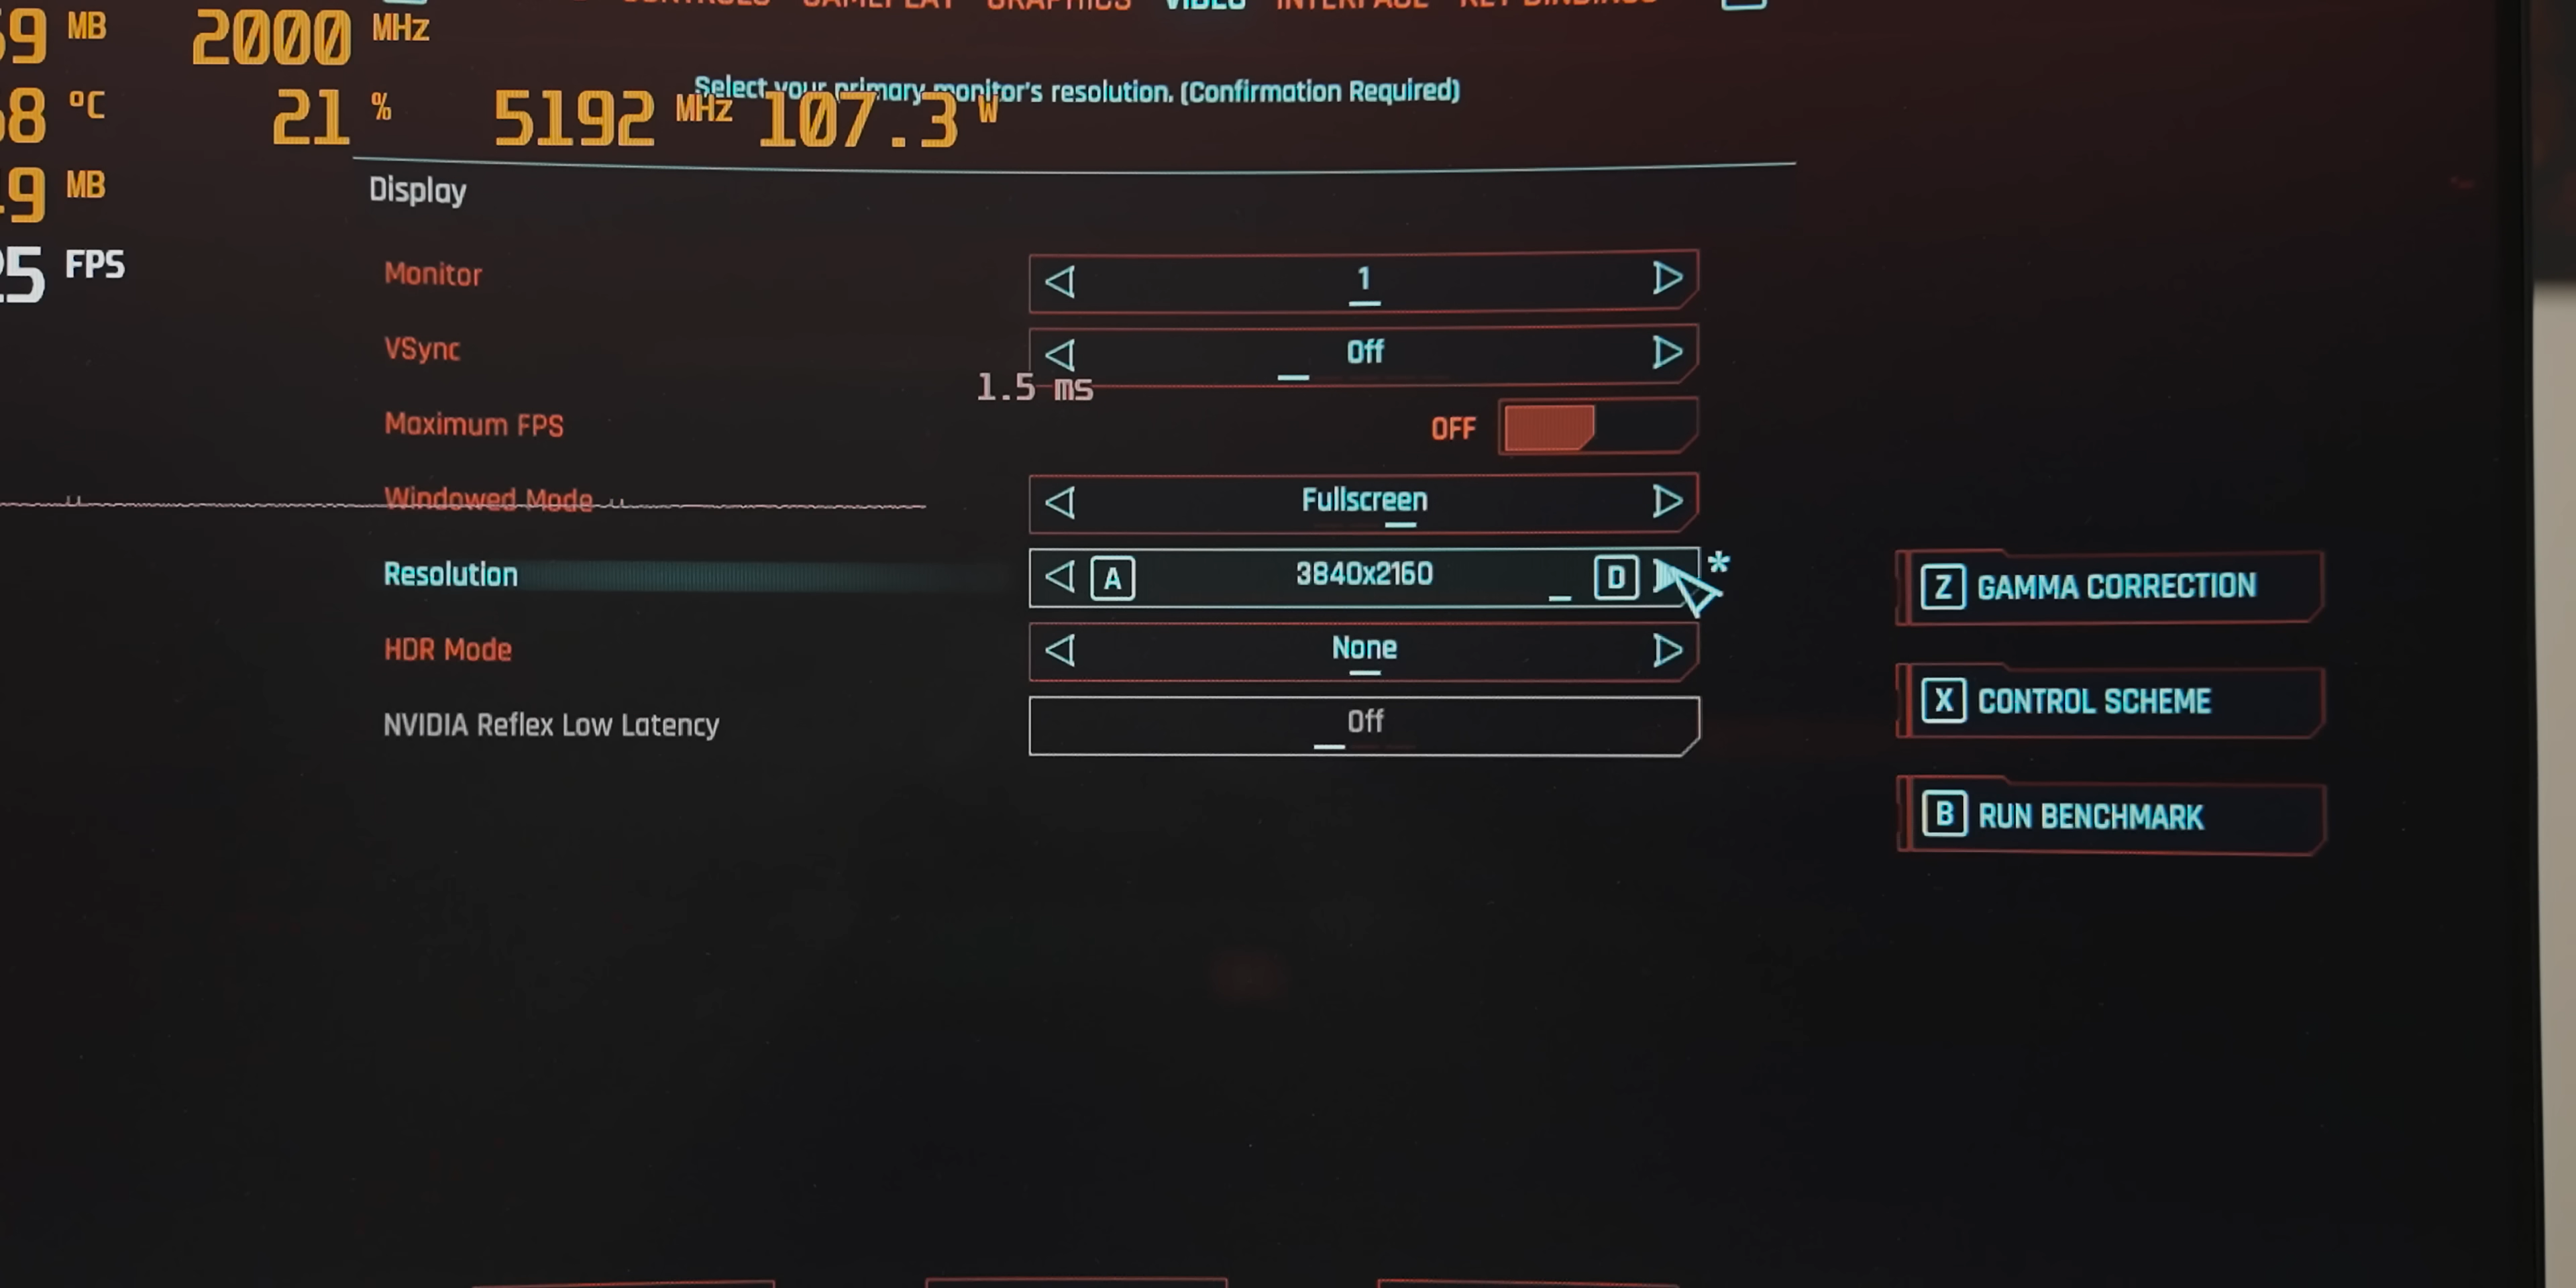 9 MB 2000 MHz
VIDEO
Select your primary monitor's resolution. (Confirmation Required)
8 °C 21 % 5192 MHz 107.3 W
9 MB
Display
5 FPS
Monitor 1
VSync Off
1.5 ms
Maximum FPS OFF
Windowed Mode Fullscreen
Resolution A 3840x2160 D *
Z GAMMA CORRECTION
HDR Mode None
X CONTROL SCHEME
NVIDIA Reflex Low Latency Off
B RUN BENCHMARK